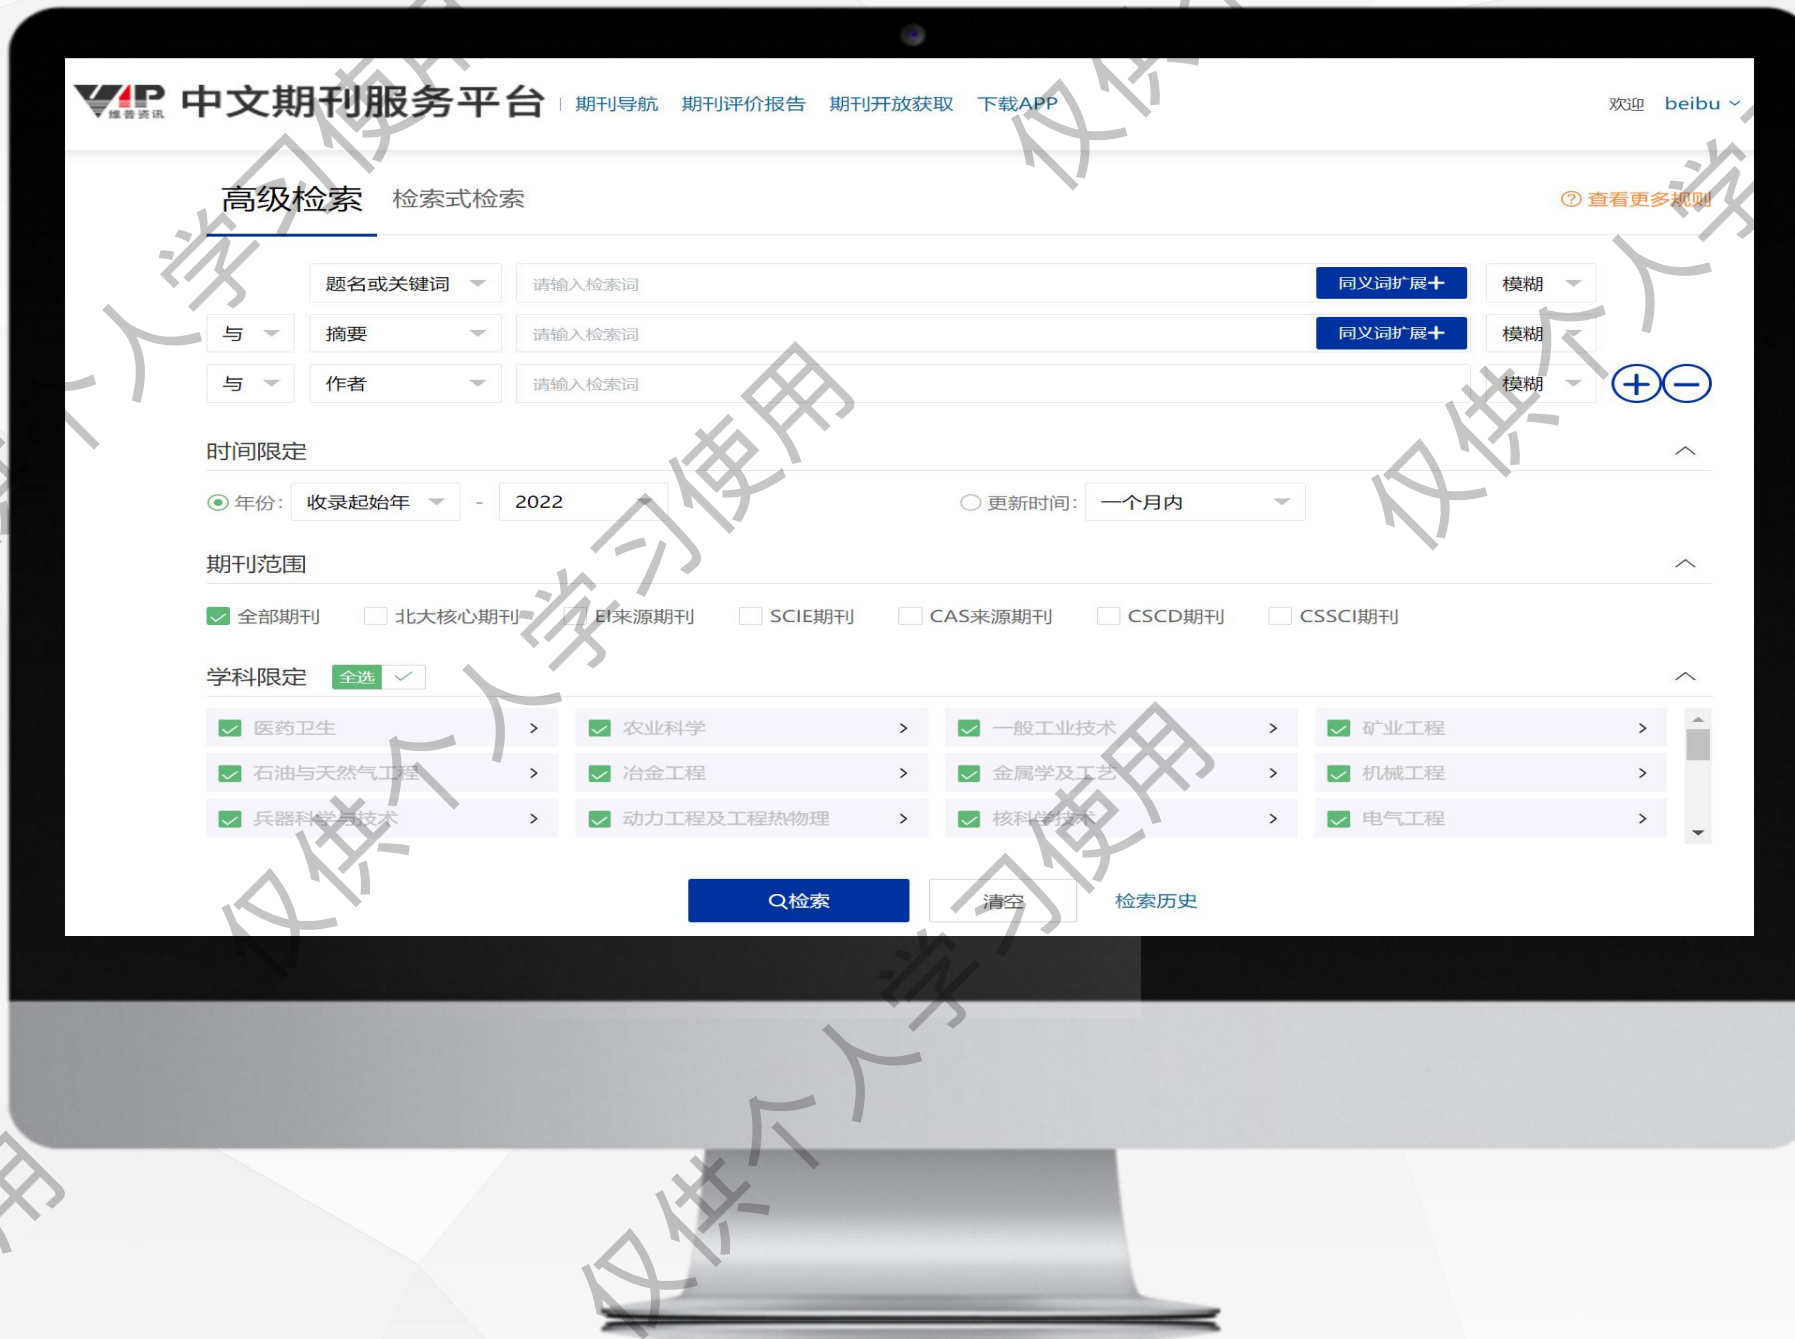 VIP 维普资讯 中文期刊服务平台 期刊导航 期刊评价报告 期刊开放获取 下载APP 欢迎 beibu
高级检索 检索式检索 ? 查看更多规则
题名或关键词 请输入检索词 同义词扩展+ 模糊
与 摘要 请输入检索词 同义词扩展+ 模糊
与 作者 请输入检索词 模糊
时间限定
年份: 收录起始年 - 2022 更新时间: 一个月内
期刊范围
全部期刊 北大核心期刊 EI来源期刊 SCIE期刊 CAS来源期刊 CSCD期刊 CSSCI期刊
学科限定 全选
医药卫生 > 农业科学 > 一般工业技术 > 矿业工程 >
石油与天然气工程 > 冶金工程 > 金属学及工艺 > 机械工程 >
兵器科学与技术 > 动力工程及工程热物理 > 核科学技术 > 电气工程 >
检索 清空 检索历史
仅供个人学习使用
仅供个人学习使用
仅供个人学习使用